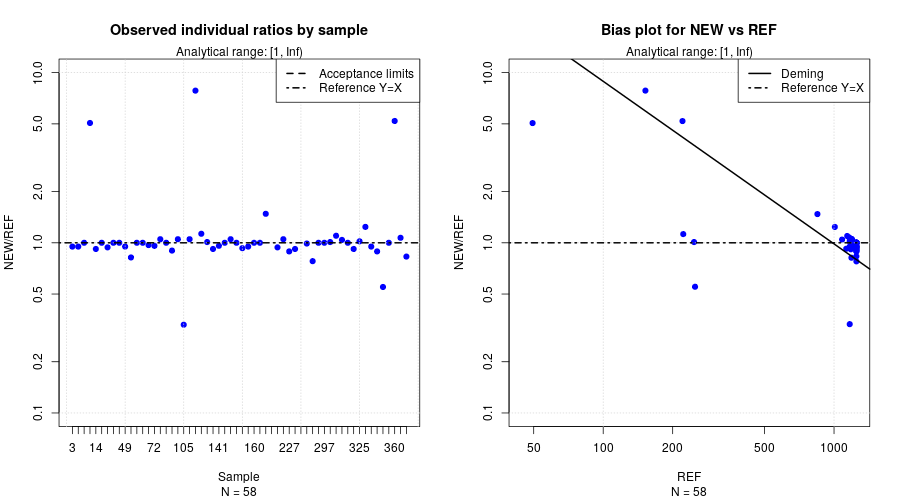 Observed individual ratios by sample
Analytical range: [1, Inf)
Acceptance limits
Reference Y=X
NEW/REF
10.0
5.0
2.0
1.0
0.5
0.2
0.1
3 14 49 72 105 141 160 227 297 325 360
Sample
N = 58
Bias plot for NEW vs REF
Analytical range: [1, Inf)
Deming
Reference Y=X
NEW/REF
10.0
5.0
2.0
1.0
0.5
0.2
0.1
50 100 200 500 1000
REF
N = 58